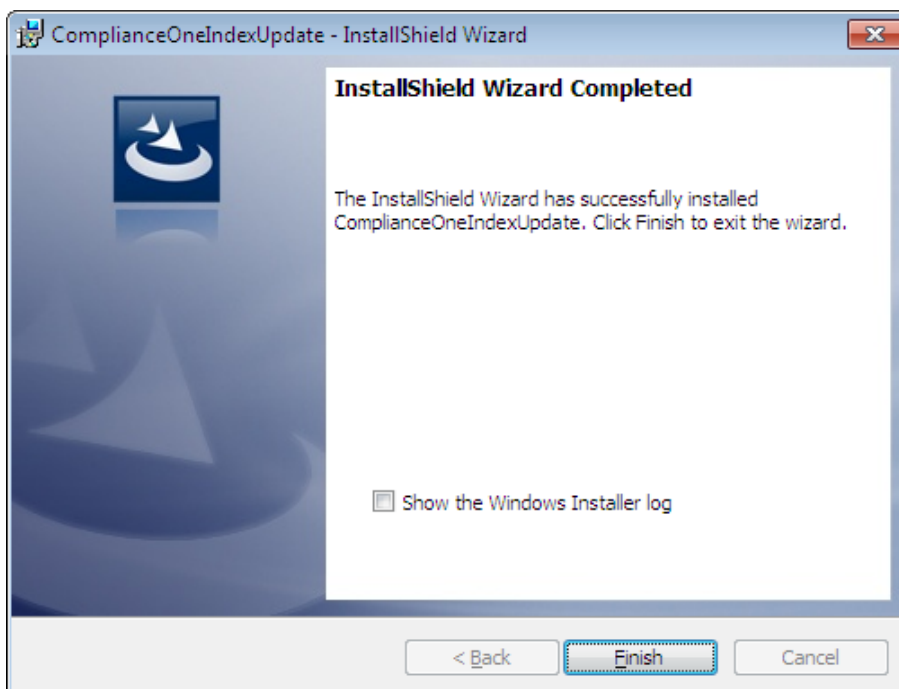 ComplianceOneIndexUpdate - InstallShield Wizard
InstallShield Wizard Completed
The InstallShield Wizard has successfully installed
ComplianceOneIndexUpdate. Click Finish to exit the wizard.
Show the Windows Installer log
< Back
Finish
Cancel